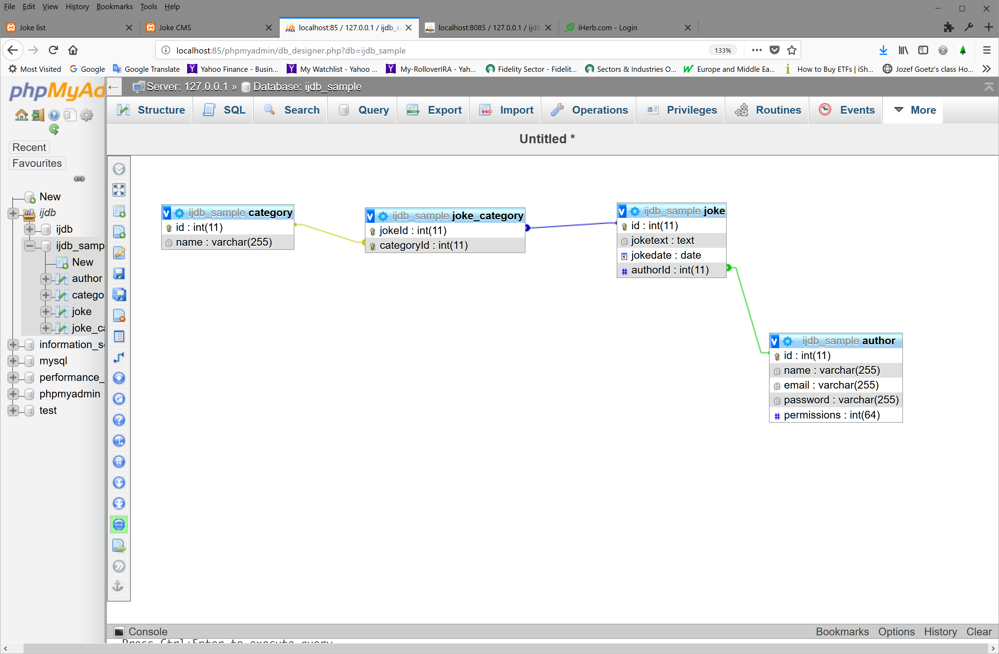 File Edit View History Bookmarks Tools Help
Joke list
Joke CMS
PMA localhost:85 / 127.0.0.1 / ijdb_sa
PMA localhost:8085 / 127.0.0.1 / ijdb
iHerb.com - Login
localhost:85/phpmyadmin/db_designer.php?db=ijdb_sample
133%
Most Visited
Google
Google Translate
Yahoo Finance - Busin...
My Watchlist - Yahoo ...
My-RolloverIRA - Yah...
Fidelity Sector - Fidelit...
Sectors & Industries O...
Europe and Middle Ea...
How to Buy ETFs | iSh...
Jozef Goetz's class Ho...
phpMyAd
Server: 127.0.0.1 » Database: ijdb_sample
Structure SQL Search Query Export Import Operations Privileges Routines Events More
Untitled *
Recent
Favourites
New
ijdb
ijdb
ijdb_samp
New
author
catego
joke
joke_ca
information_s
mysql
performance_
phpmyadmin
test
v ijdb_sample category
id : int(11)
name : varchar(255)
v ijdb_sample joke_category
jokeId : int(11)
categoryId : int(11)
v ijdb_sample joke
id : int(11)
joketext : text
jokedate : date
# authorId : int(11)
v ijdb_sample author
id : int(11)
name : varchar(255)
email : varchar(255)
password : varchar(255)
# permissions : int(64)
Console
Bookmarks Options History Clear
Press Ctrl+Enter to execute query